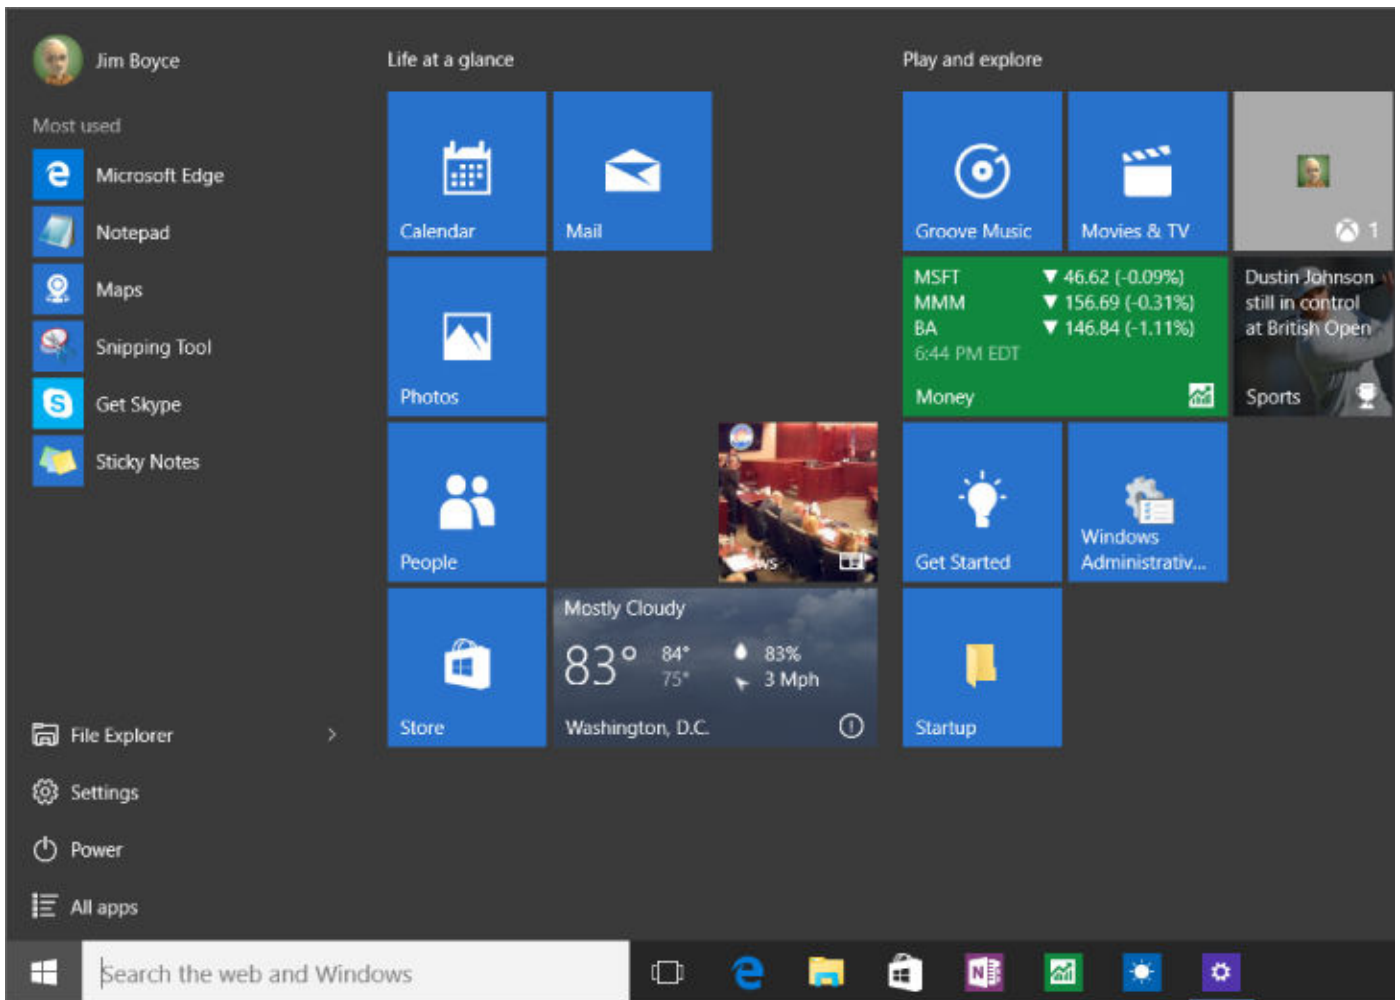 Jim Boyce
Most used
Microsoft Edge
Notepad
Maps
Snipping Tool
Get Skype
Sticky Notes
File Explorer
Settings
Power
All apps
Life at a glance
Calendar
Mail
Photos
People
Store
Mostly Cloudy
83° 84° 83%
75° 3 Mph
Washington, D.C.
Play and explore
Groove Music
Movies & TV
1
MSFT ▼ 46.62 (-0.09%)
MMM ▼ 156.69 (-0.31%)
BA ▼ 146.84 (-1.11%)
6:44 PM EDT
Money
Dustin Johnson
still in control
at British Open
Sports
Get Started
Windows
Administrativ...
Startup
Search the web and Windows